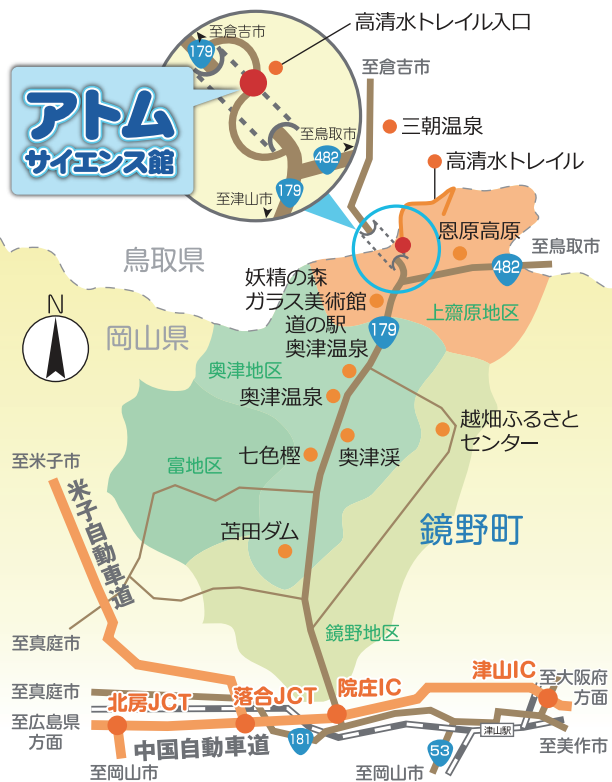 至倉吉市
高清水トレイル入口
179
至倉吉市
アトム
サイエンス館
至鳥取市
482
三朝温泉
高清水トレイル
179
至津山市
恩原高原
至鳥取市
鳥取県
482
妖精の森
ガラス美術館
道の駅
奥津温泉
上齋原地区
N
岡山県
179
奥津地区
奥津温泉
越畑ふるさと
センター
七色樫
奥津渓
富地区
至米子市
米子自動車道
苫田ダム
鏡野町
鏡野地区
至真庭市
至真庭市
北房JCT
落合JCT
院庄IC
津山IC
至大阪府
方面
至広島県
方面
中国自動車道
181
津山駅
53
至美作市
至岡山市
至岡山市